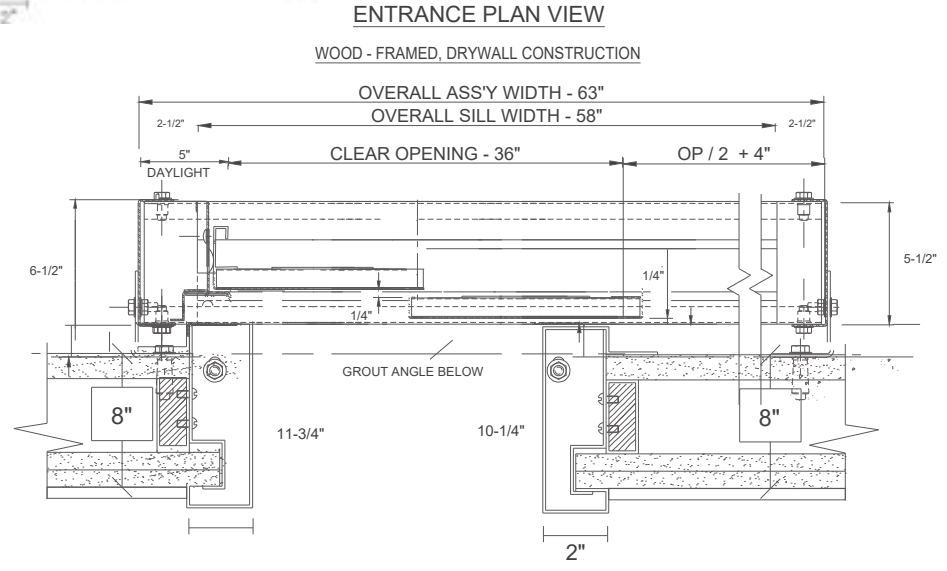 2"
ENTRANCE PLAN VIEW
WOOD - FRAMED, DRYWALL CONSTRUCTION
OVERALL ASS'Y WIDTH - 63"
2-1/2" OVERALL SILL WIDTH - 58" 2-1/2"
5" CLEAR OPENING - 36" OP / 2 + 4"
DAYLIGHT
6-1/2" 1/4" 5-1/2"
1/4"
GROUT ANGLE BELOW
8" 11-3/4" 10-1/4" 8"
2"